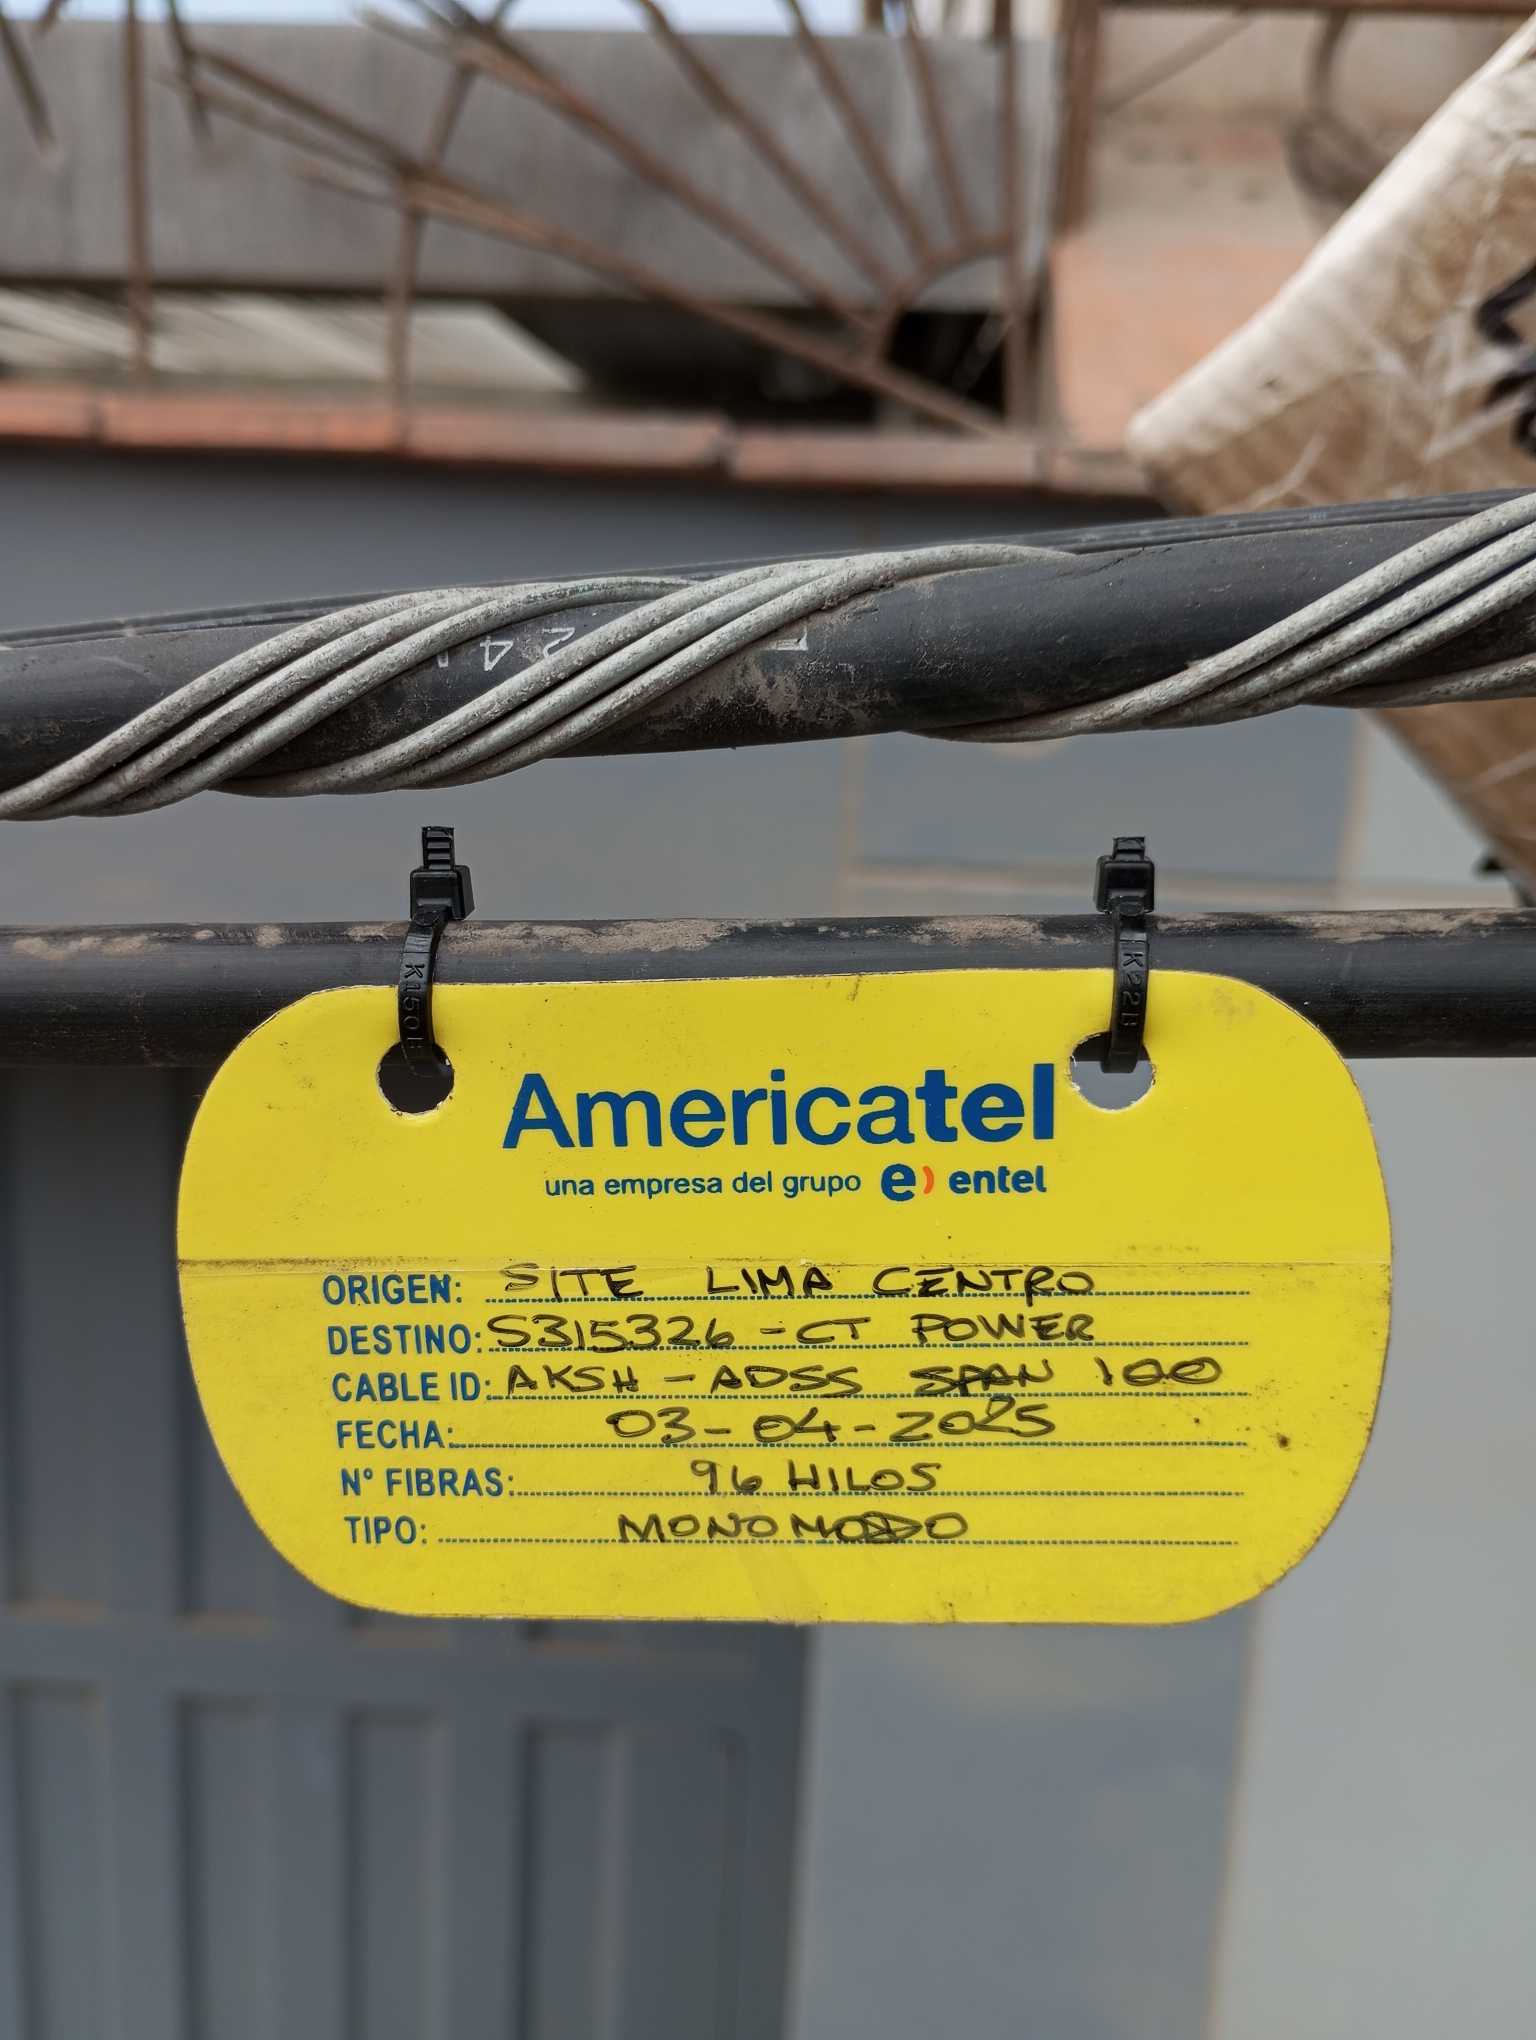 42
Americatel
una empresa del grupo e) entel
ORIGEN: SITE LIMA CENTRO
DESTINO: S315326 - CT POWER
CABLE ID: AKSH - ADSS SPAN 100
FECHA: 03-04-2025
N° FIBRAS: 96 HILOS
TIPO: MONOMODO